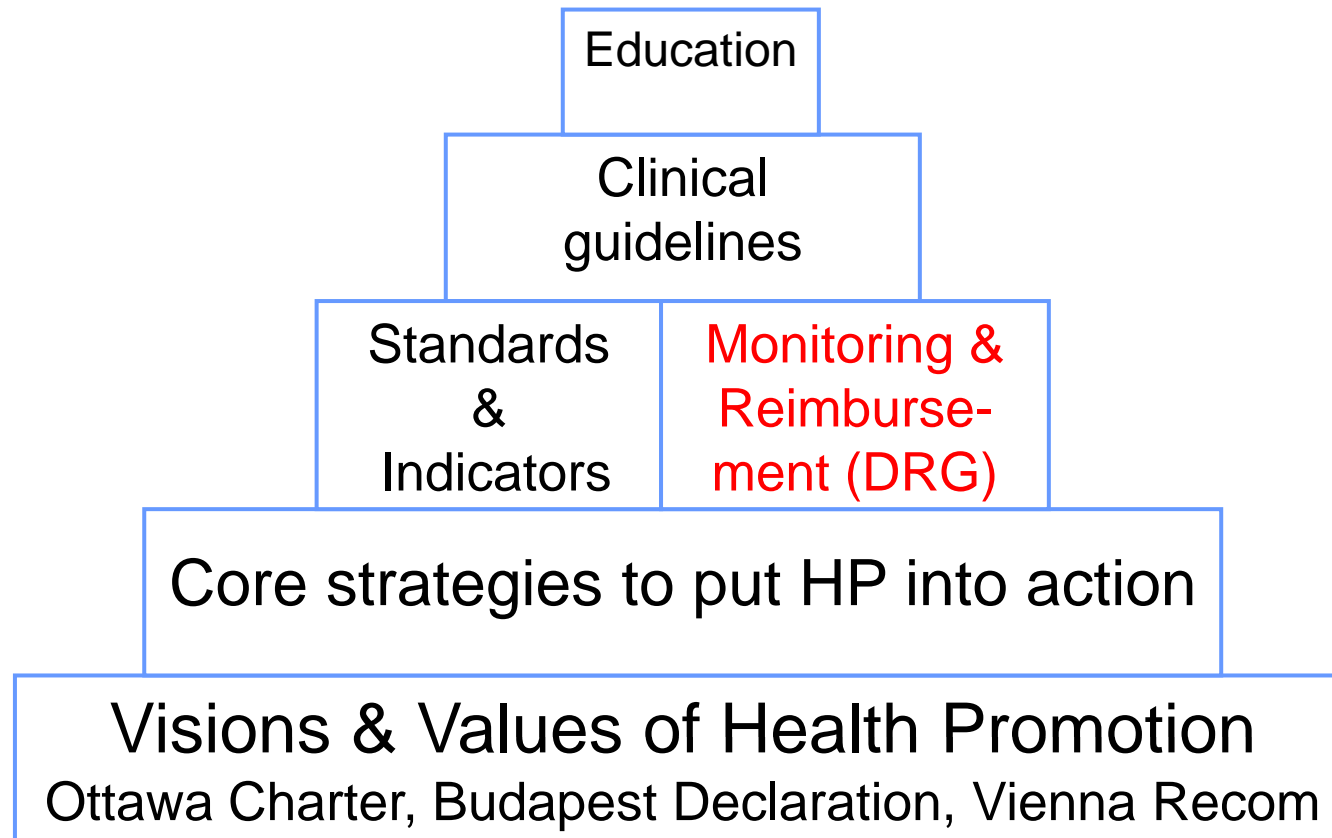 Education
Clinical
guidelines
Standards
&
Indicators
Monitoring &
Reimburse-
ment (DRG)
Core strategies to put HP into action
Visions & Values of Health Promotion
Ottawa Charter, Budapest Declaration, Vienna Recom